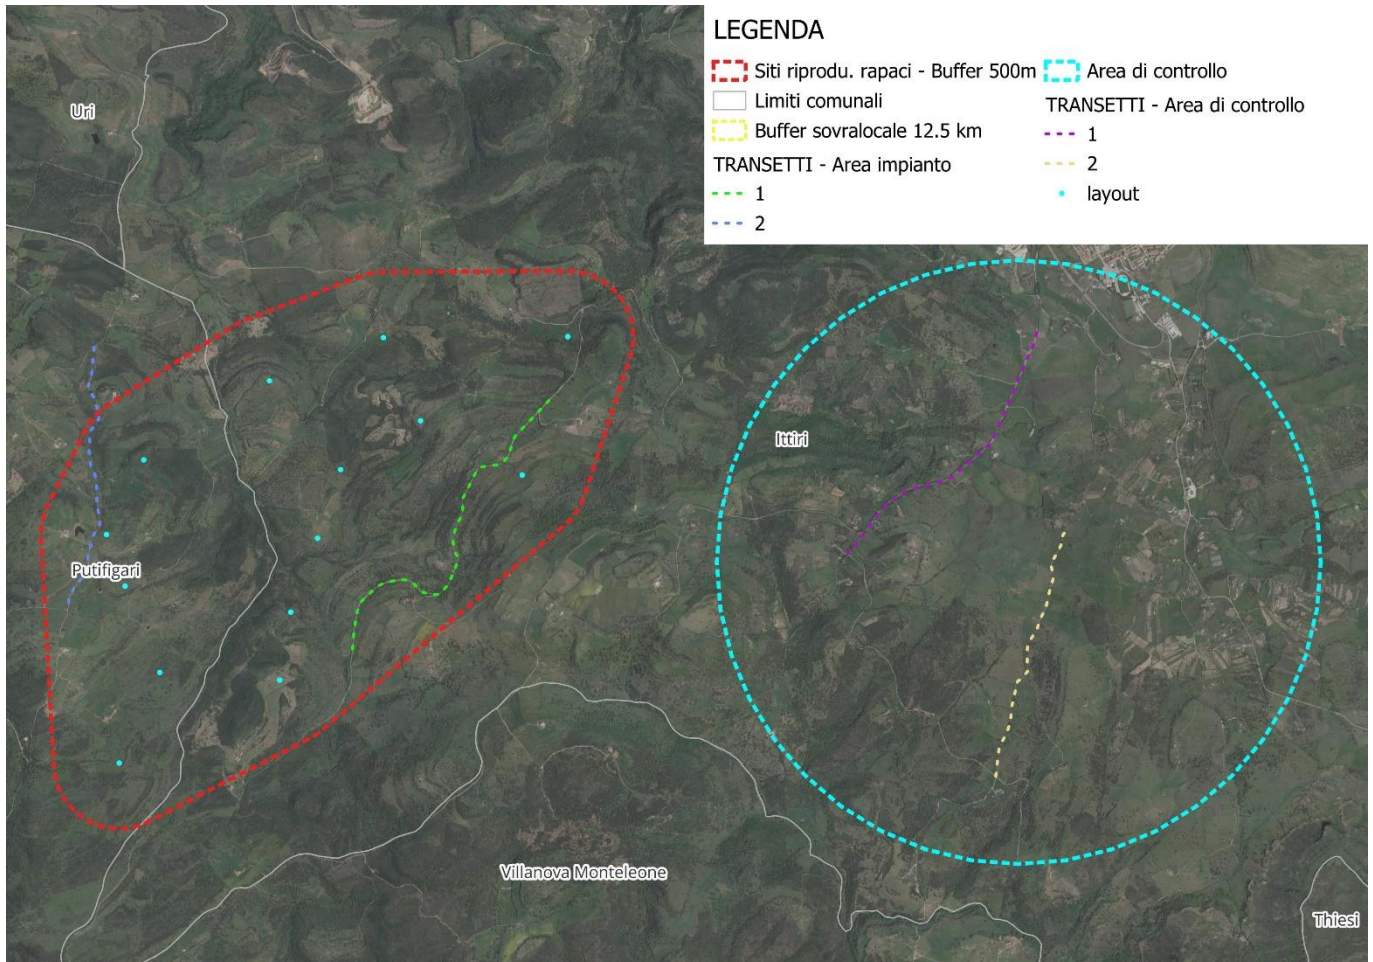 LEGENDA
Siti riprodu. rapaci - Buffer 500m
Limiti comunali
Buffer sovralocale 12.5 km
TRANSETTI - Area impianto
1
2
Area di controllo
TRANSETTI - Area di controllo
1
2
layout
Uri
Ittiri
Putifigari
Villanova Monteleone
Thiesi